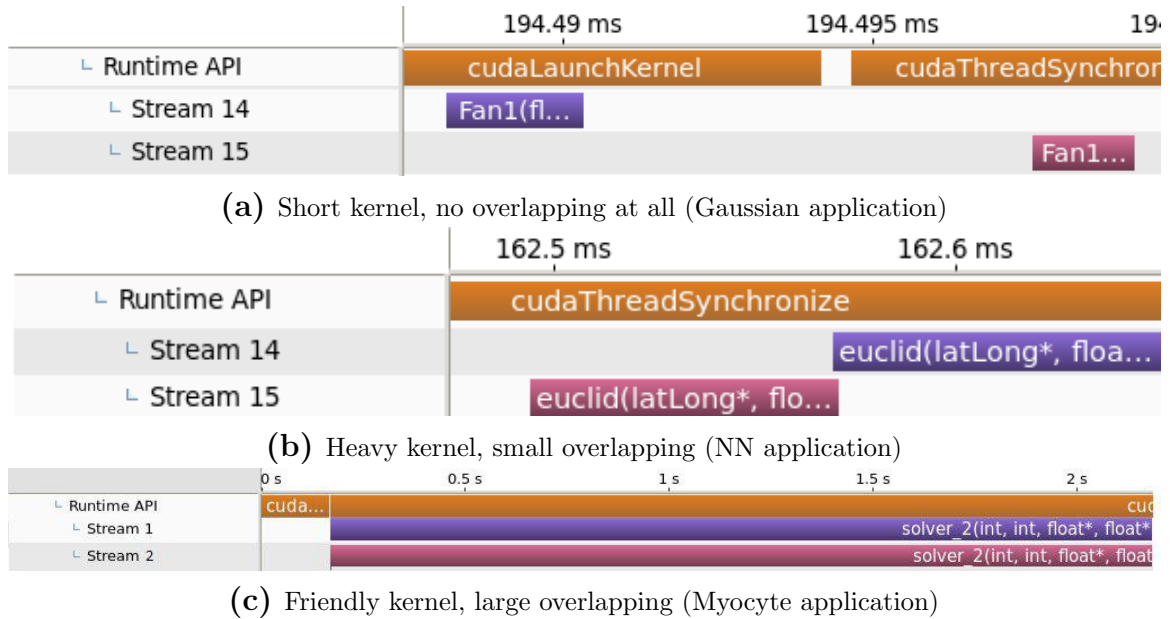 194.49 ms 194.495 ms 194
Runtime API cudaLaunchKernel cudaThreadSynchron
Stream 14 Fan1(fl...
Stream 15 Fan1...
(a) Short kernel, no overlapping at all (Gaussian application)
162.5 ms 162.6 ms
Runtime API cudaThreadSynchronize
Stream 14 euclid(latLong*, floa...
Stream 15 euclid(latLong*, flo...
(b) Heavy kernel, small overlapping (NN application)
0 s 0.5 s 1 s 1.5 s 2 s
Runtime API cuda... cud
Stream 1 solver_2(int, int, float*, float*
Stream 2 solver_2(int, int, float*, float
(c) Friendly kernel, large overlapping (Myocyte application)